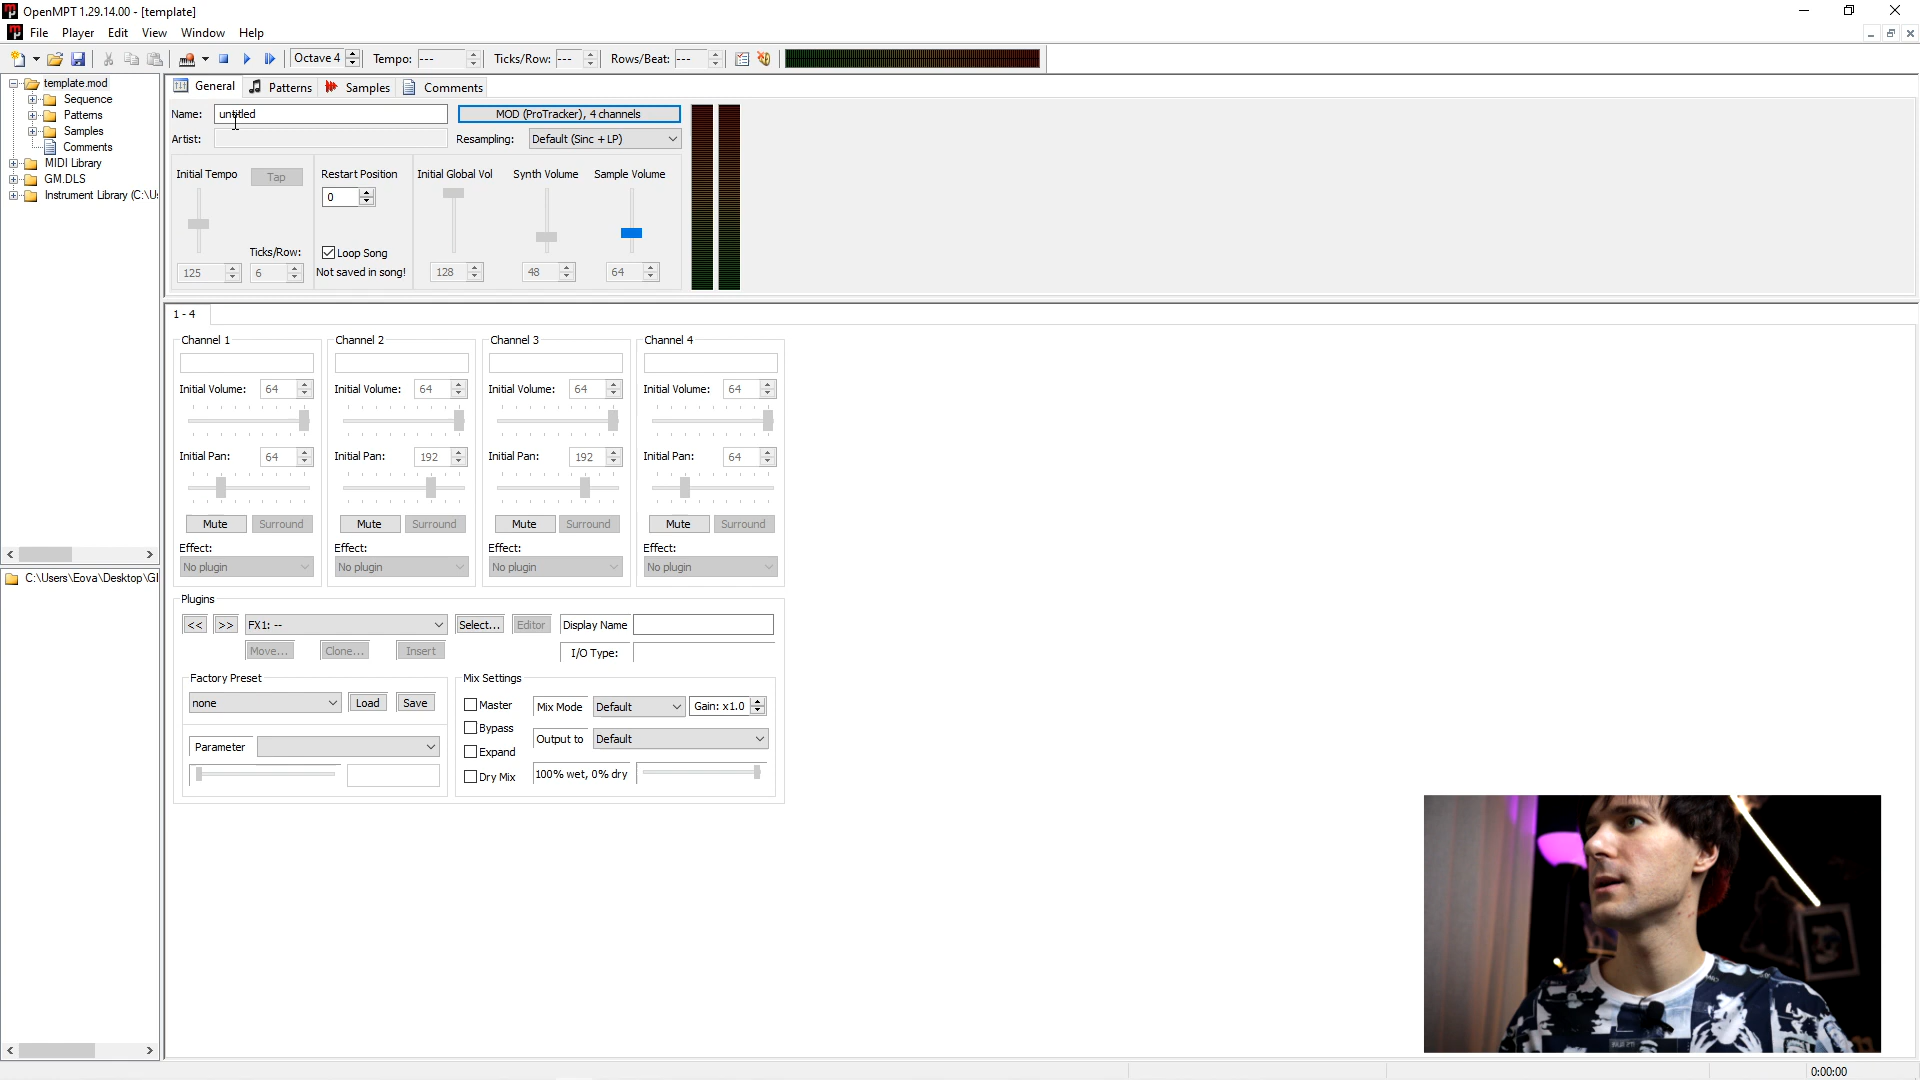 OpenMPT 1.29.14.00 - [template]
File Player Edit View Window Help
Octave 4 Tempo: --- Ticks/Row: --- Rows/Beat: ---
template.mod
Sequence
Patterns
Samples
Comments
MIDI Library
GM.DLS
Instrument Library (C:\U
General Patterns Samples Comments
Name: untitled MOD (ProTracker), 4 channels
Artist: Resampling: Default (Sinc + LP)
Initial Tempo Tap Restart Position Initial Global Vol Synth Volume Sample Volume
0
Ticks/Row: Loop Song
125 6 Not saved in song! 128 48 64
1 - 4
Channel 1 Channel 2 Channel 3 Channel 4
Initial Volume: 64 Initial Volume: 64 Initial Volume: 64 Initial Volume: 64
Initial Pan: 64 Initial Pan: 192 Initial Pan: 192 Initial Pan: 64
Mute Surround Mute Surround Mute Surround Mute Surround
Effect: Effect: Effect: Effect:
No plugin No plugin No plugin No plugin
C:\Users\Eova\Desktop\Gl
Plugins
<< >> FX1: -- Select... Editor Display Name
Move... Clone... Insert I/O Type:
Factory Preset Mix Settings
none Load Save Master Mix Mode Default Gain: x1.0
Bypass
Parameter Expand Output to Default
Dry Mix 100% wet, 0% dry
0:00:00